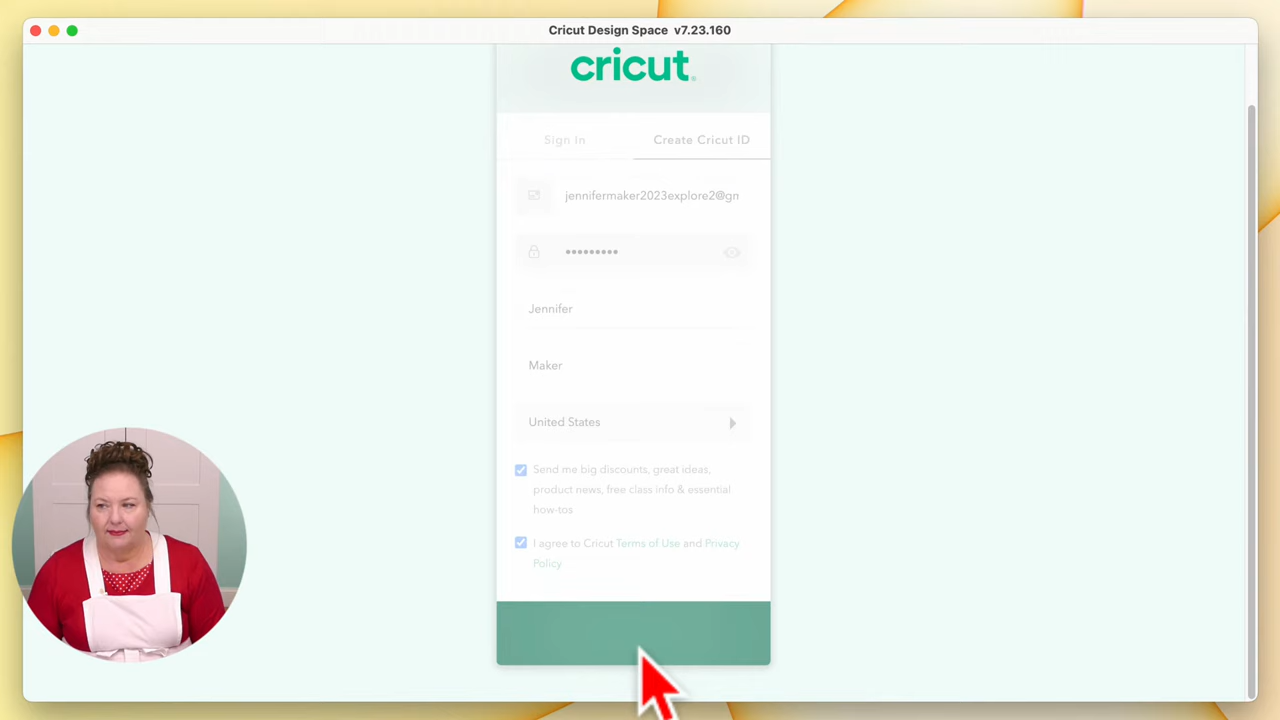 Cricut Design Space v7.23.160
cricut
Sign In
Create Cricut ID
jennifermaker2023explore2@gm
•••••••••
Jennifer
Maker
United States
Send me big discounts, great ideas,
product news, free class info & essential
how-tos
I agree to Cricut Terms of Use and Privacy
Policy